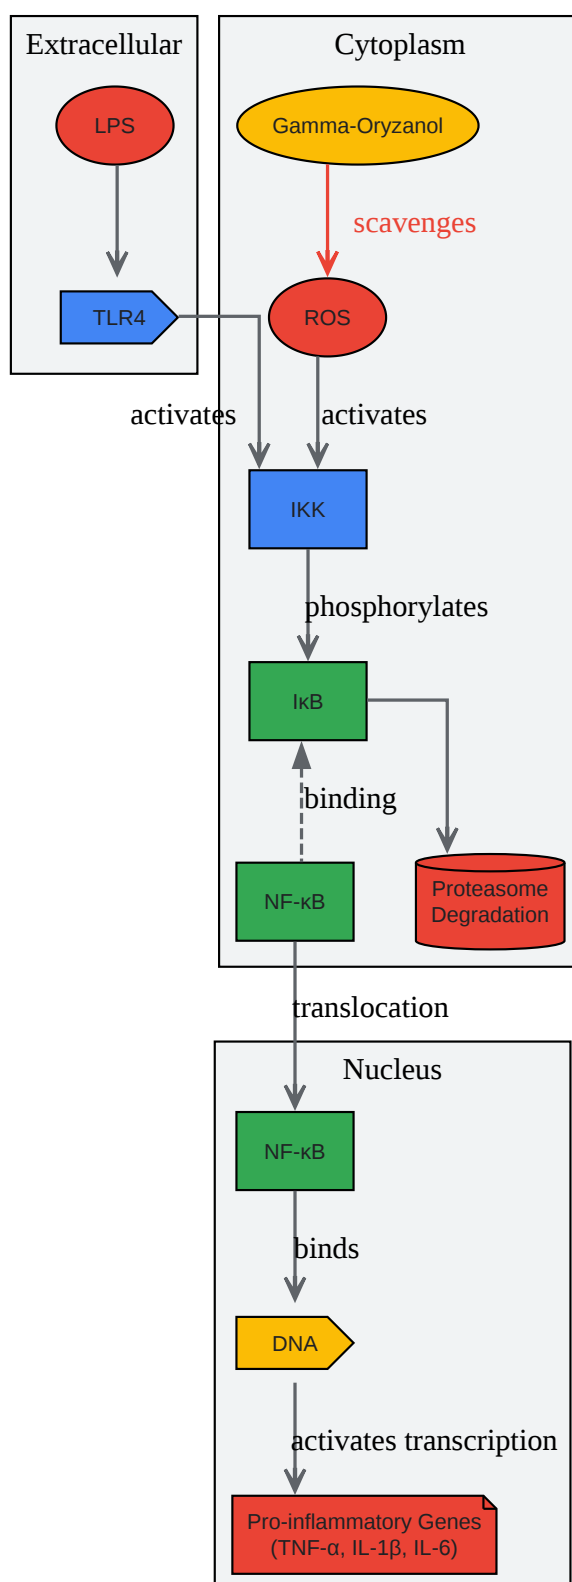 Extracellular
Cytoplasm
LPS
Gamma-Oryzanol
scavenges
TLR4
ROS
activates
activates
IKK
phosphorylates
IκB
binding
NF-κB
Proteasome
Degradation
translocation
Nucleus
NF-κB
binds
DNA
activates transcription
Pro-inflammatory Genes
(TNF-α, IL-1β, IL-6)